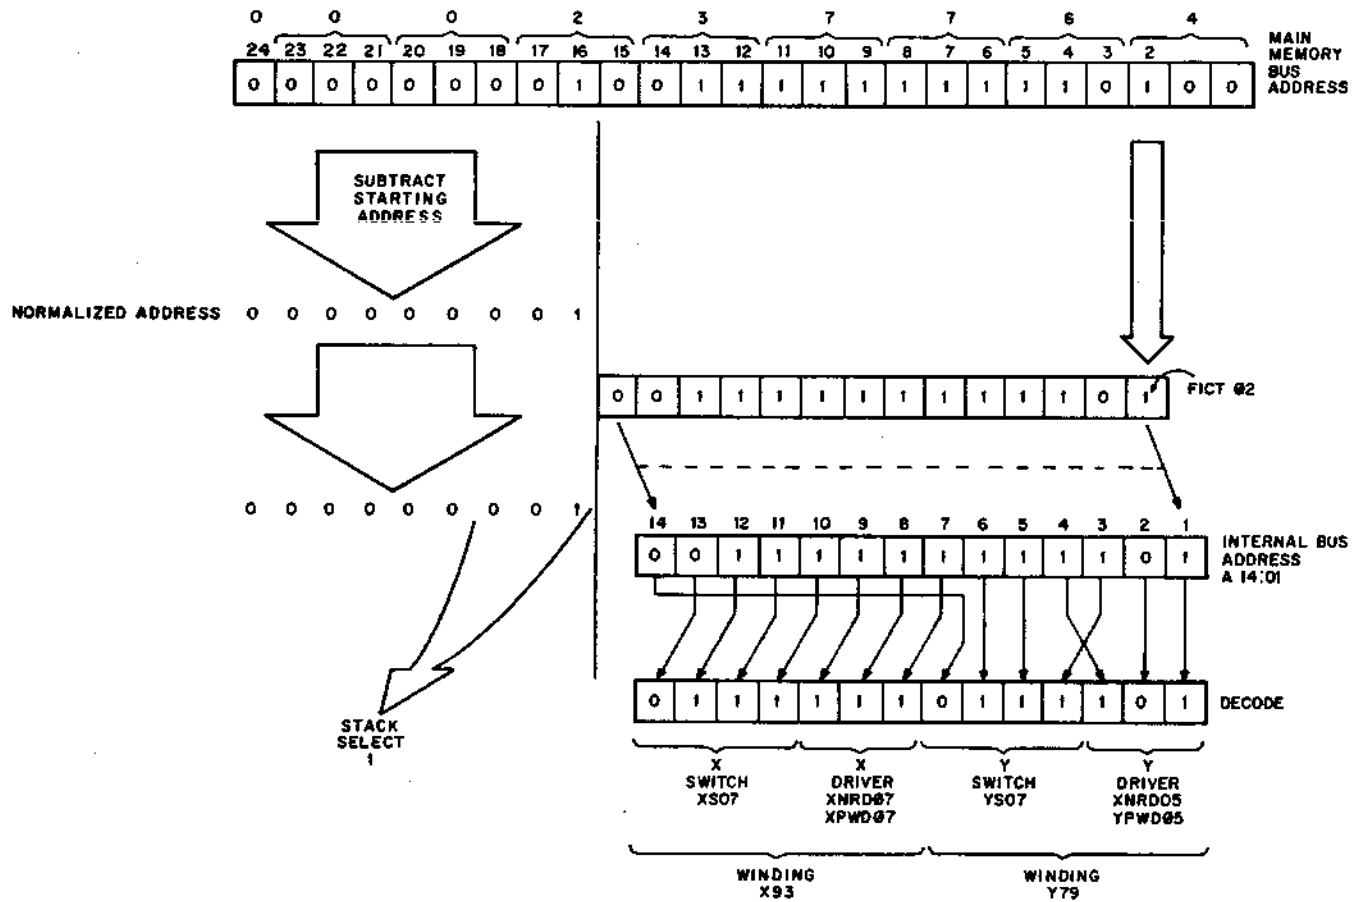 0 0 0 2 3 7 7 6 4
24 23 22 21 20 19 18 17 16 15 14 13 12 11 10 9 8 7 6 5 4 3 2
0 0 0 0 0 0 0 0 1 0 0 1 1 1 1 1 1 1 1 1 1 0 1 0 0
MAIN
MEMORY
BUS
ADDRESS
SUBTRACT
STARTING
ADDRESS
NORMALIZED ADDRESS 0 0 0 0 0 0 0 0 1
0 0 1 1 1 1 1 1 1 1 1 1 0 1
FICT 02
0 0 0 0 0 0 0 0 1
14 13 12 11 10 9 8 7 6 5 4 3 2 1
0 0 1 1 1 1 1 1 1 1 1 1 0 1
INTERNAL BUS
ADDRESS
A 14:01
0 1 1 1 1 1 1 0 1 1 1 1 0 1
DECODE
STACK
SELECT
1
X
SWITCH
XS07
X
DRIVER
XNRD07
XPWD07
Y
SWITCH
YS07
Y
DRIVER
XNRD05
YPWD05
WINDING
X93
WINDING
Y79